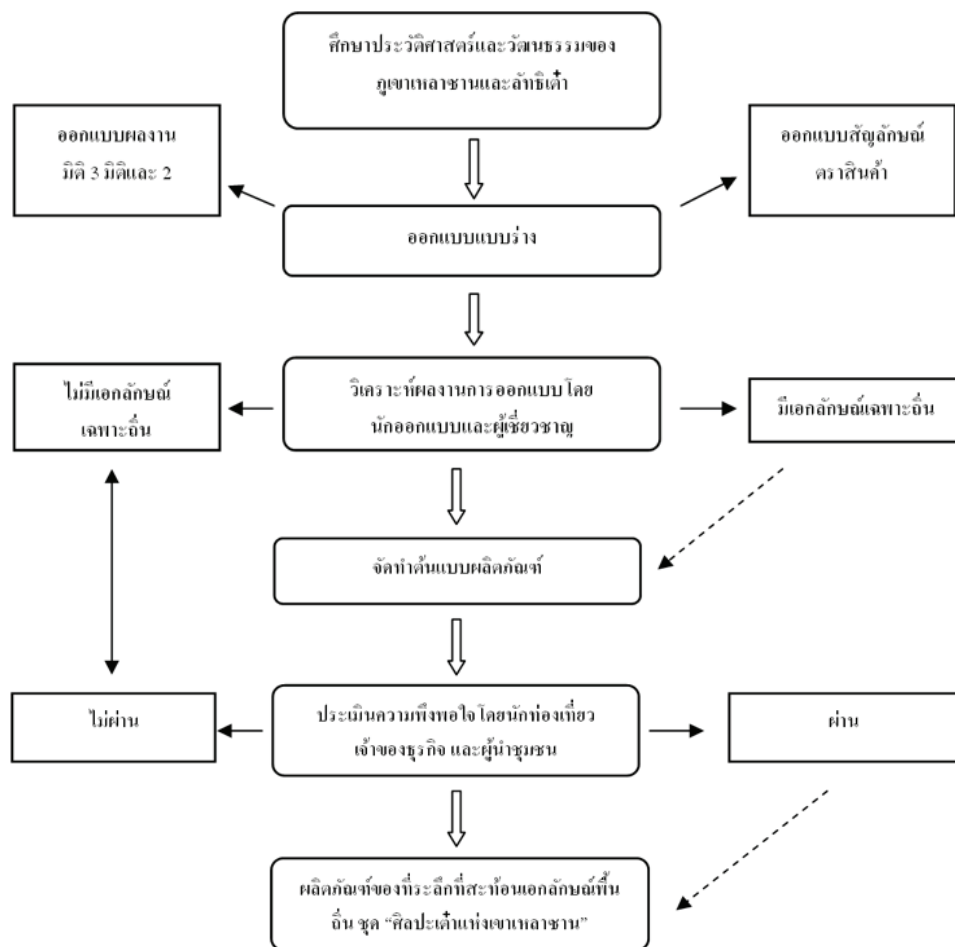 ศึกษาประวัติศาสตร์และวัฒนธรรมของ
ภูเขาเหลาซานและลัทธิเต๋า
ออกแบบผลงาน
มิติ 3 มิติและ 2
ออกแบบสัญลักษณ์
ตราสินค้า
ออกแบบแบบร่าง
ไม่มีเอกลักษณ์
เฉพาะถิ่น
วิเคราะห์ผลงานการออกแบบ โดย
นักออกแบบและผู้เชี่ยวชาญ
มีเอกลักษณ์เฉพาะถิ่น
จัดทำต้นแบบผลิตภัณฑ์
ไม่ผ่าน
ประเมินความพึงพอใจ โดยนักท่องเที่ยว
เจ้าของธุรกิจ และผู้นำชุมชน
ผ่าน
ผลิตภัณฑ์ของที่ระลึกที่สะท้อนเอกลักษณ์พื้น
ถิ่น ชุด “ศิลปะเต๋าแห่งเขาเหลาซาน”